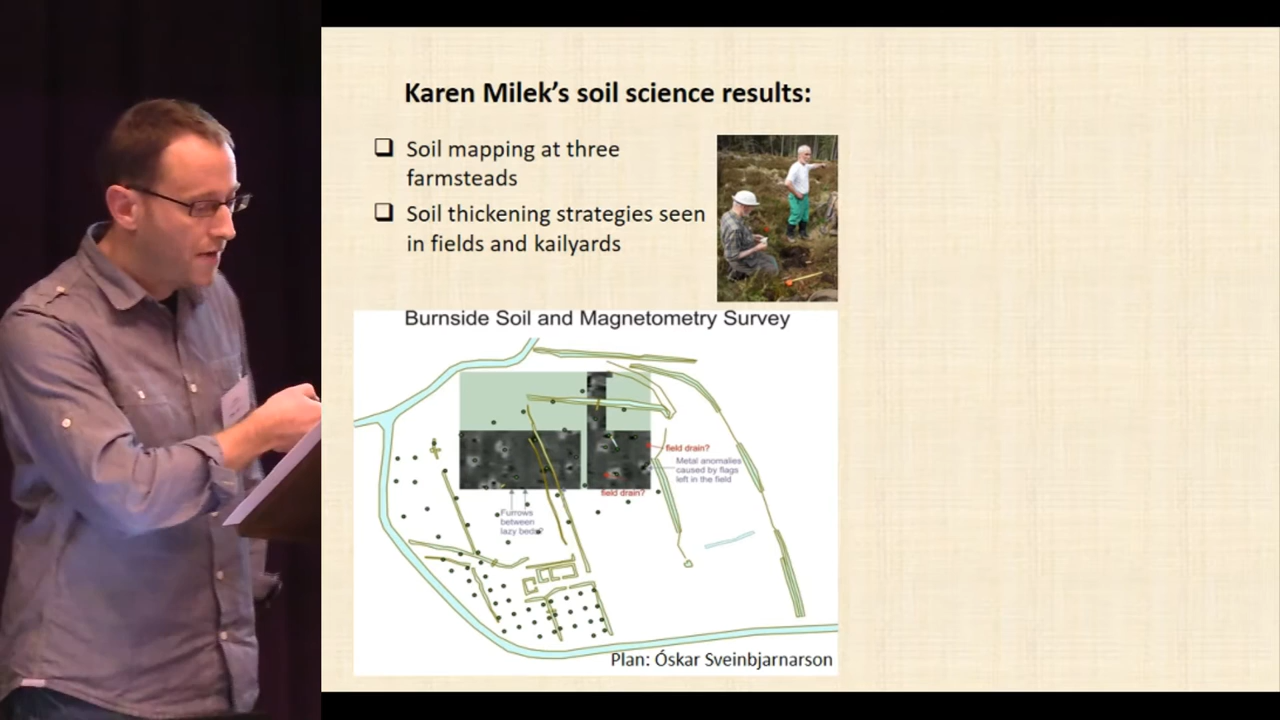 Karen Milek's soil science results:
Soil mapping at three
farmsteads
Soil thickening strategies seen
in fields and kailyards
Burnside Soil and Magnetometry Survey
field drain?
Metal anomalies
caused by flags
left in the field
field drain?
Furrows
between
lazy beds?
Plan: Óskar Sveinbjarnarson